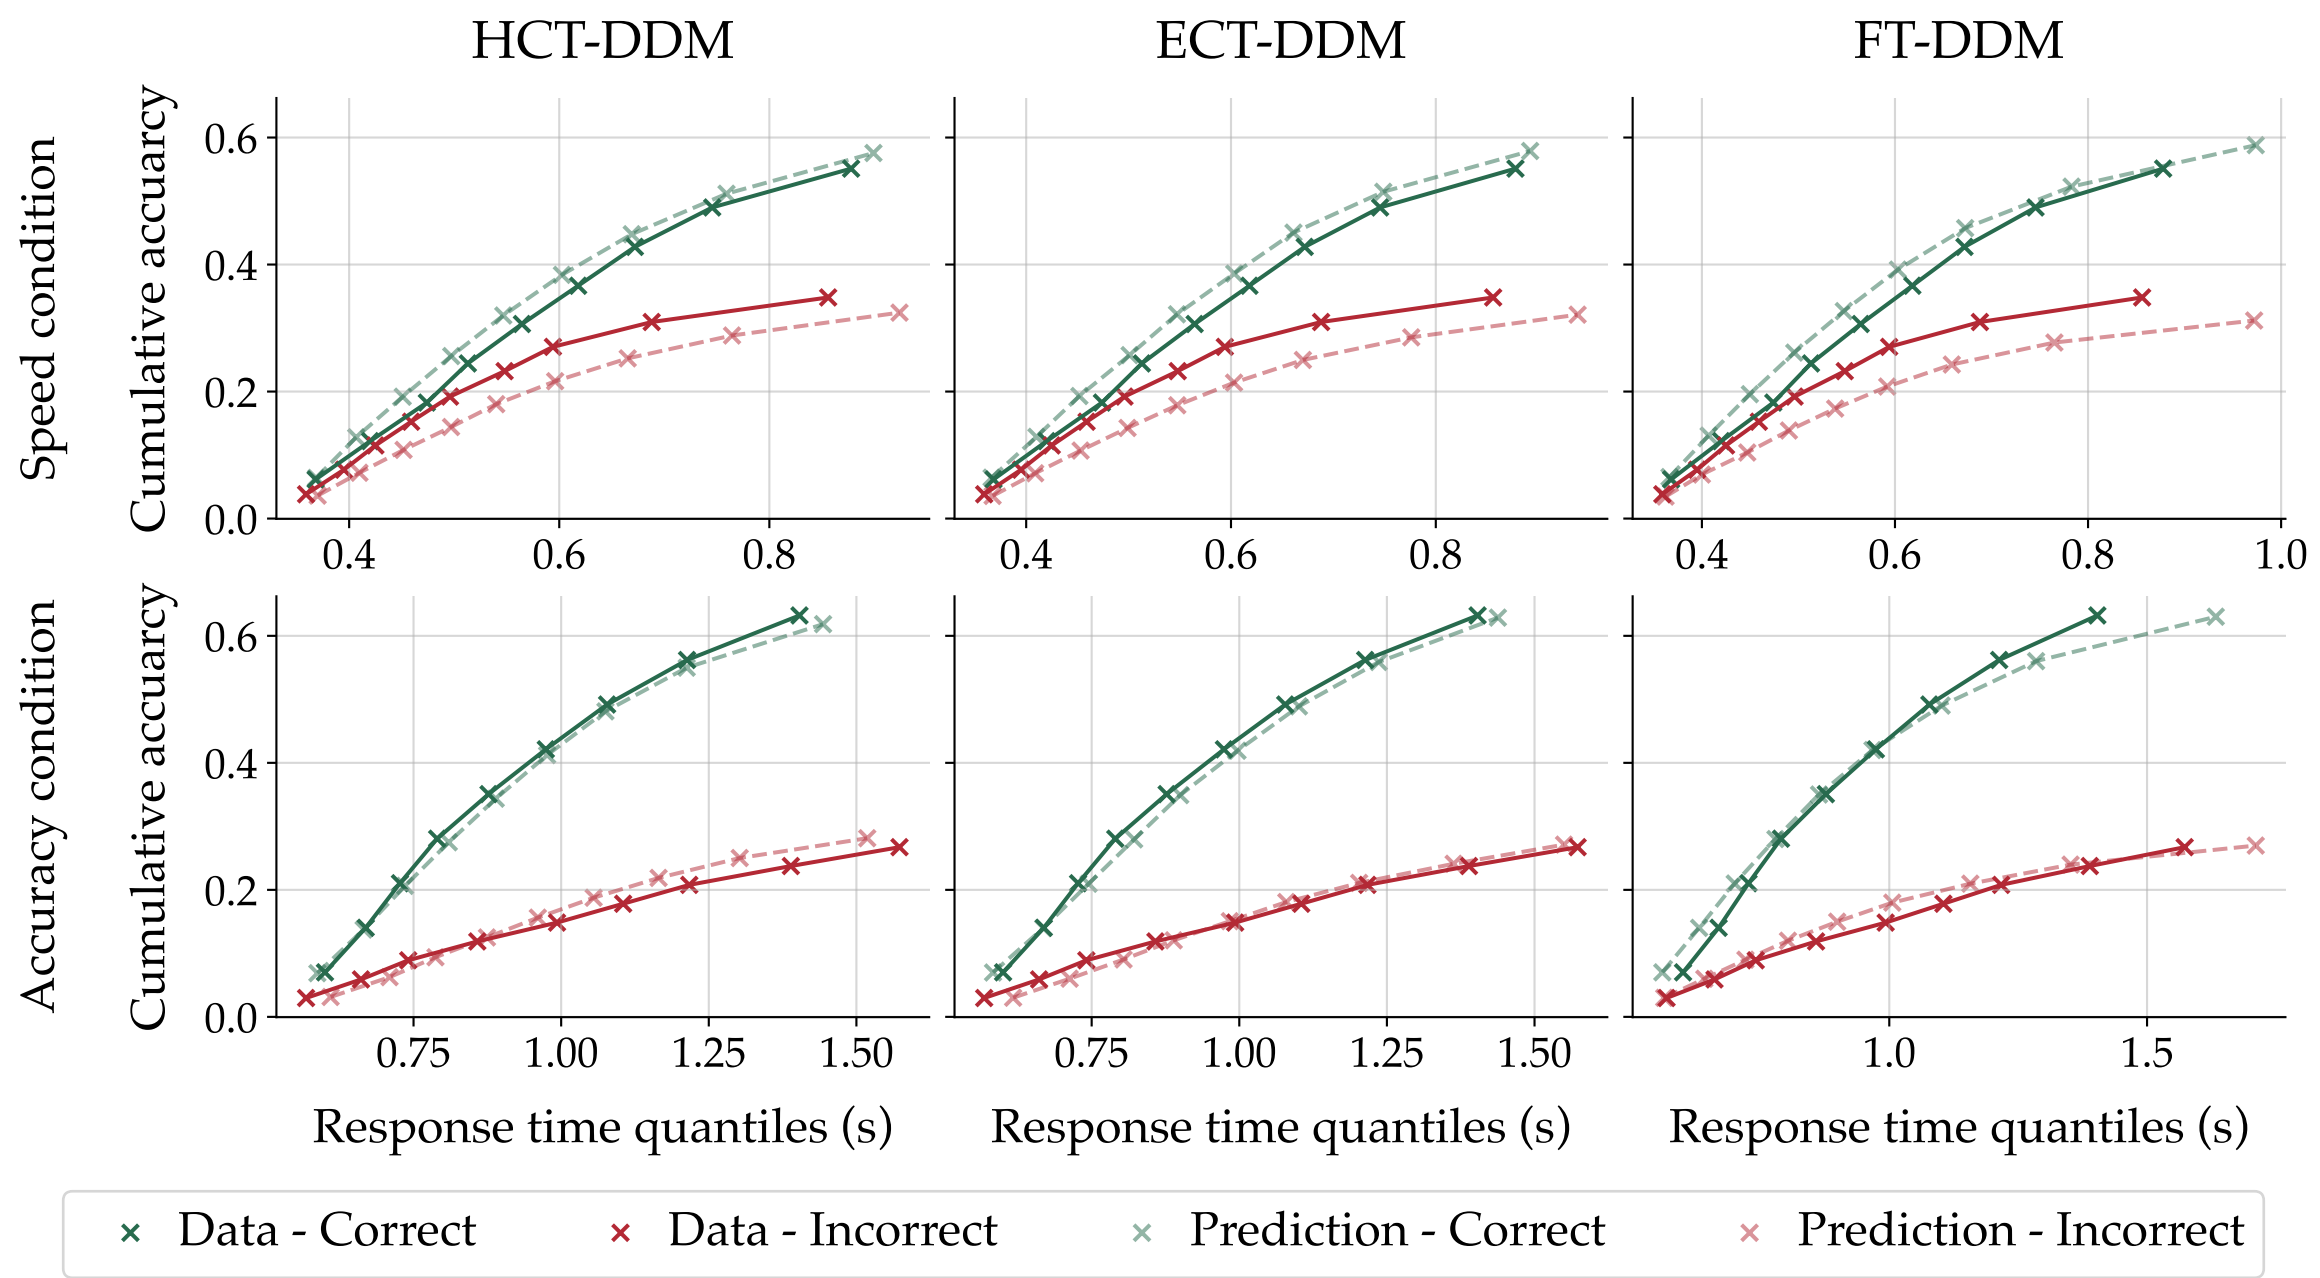 HCT-DDM ECT-DDM FT-DDM
Speed condition
Cumulative accuarcy
0.6
0.4
0.2
0.0
0.4 0.6 0.8
0.4 0.6 0.8
0.4 0.6 0.8 1.0
Accuracy condition
Cumulative accuarcy
0.6
0.4
0.2
0.0
0.75 1.00 1.25 1.50
0.75 1.00 1.25 1.50
1.0 1.5
Response time quantiles (s) Response time quantiles (s) Response time quantiles (s)
Data - Correct Data - Incorrect Prediction - Correct Prediction - Incorrect